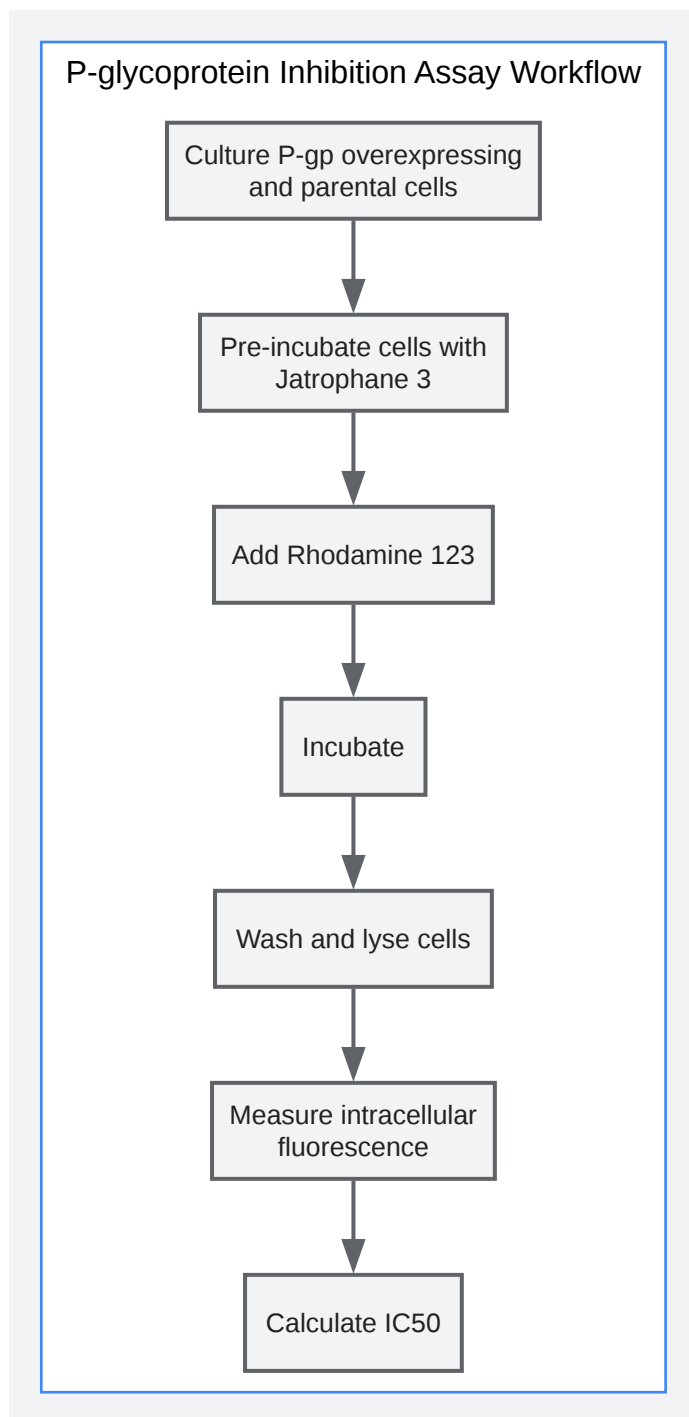 P-glycoprotein Inhibition Assay Workflow
Culture P-gp overexpressing
and parental cells
Pre-incubate cells with
Jatrophane 3
Add Rhodamine 123
Incubate
Wash and lyse cells
Measure intracellular
fluorescence
Calculate IC50